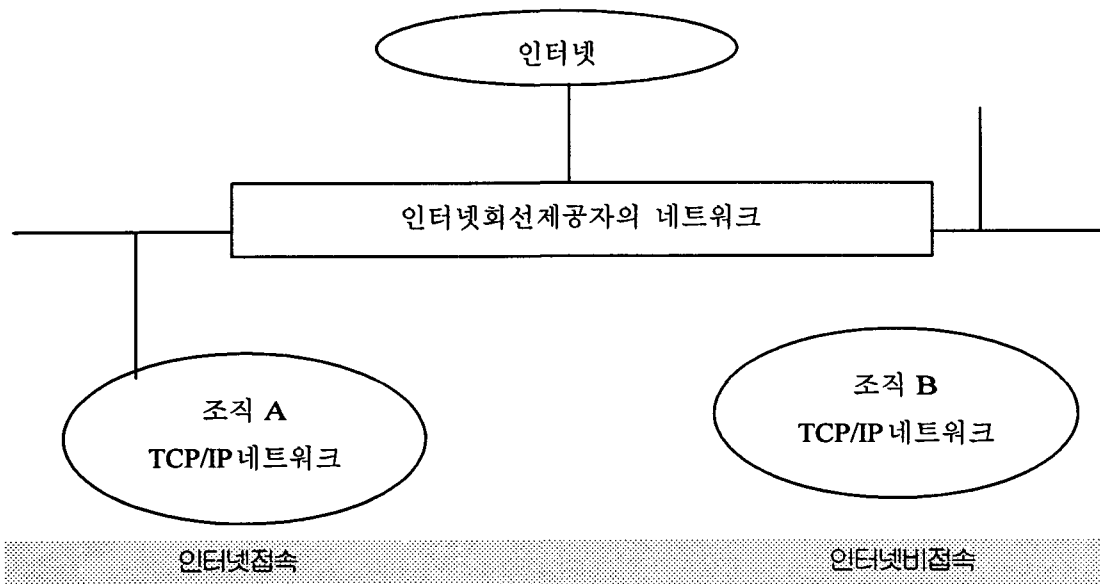 인터넷
인터넷회선제공자의 네트워크
조직 A
TCP/IP 네트워크
조직 B
TCP/IP 네트워크
인터넷접속
인터넷비접속